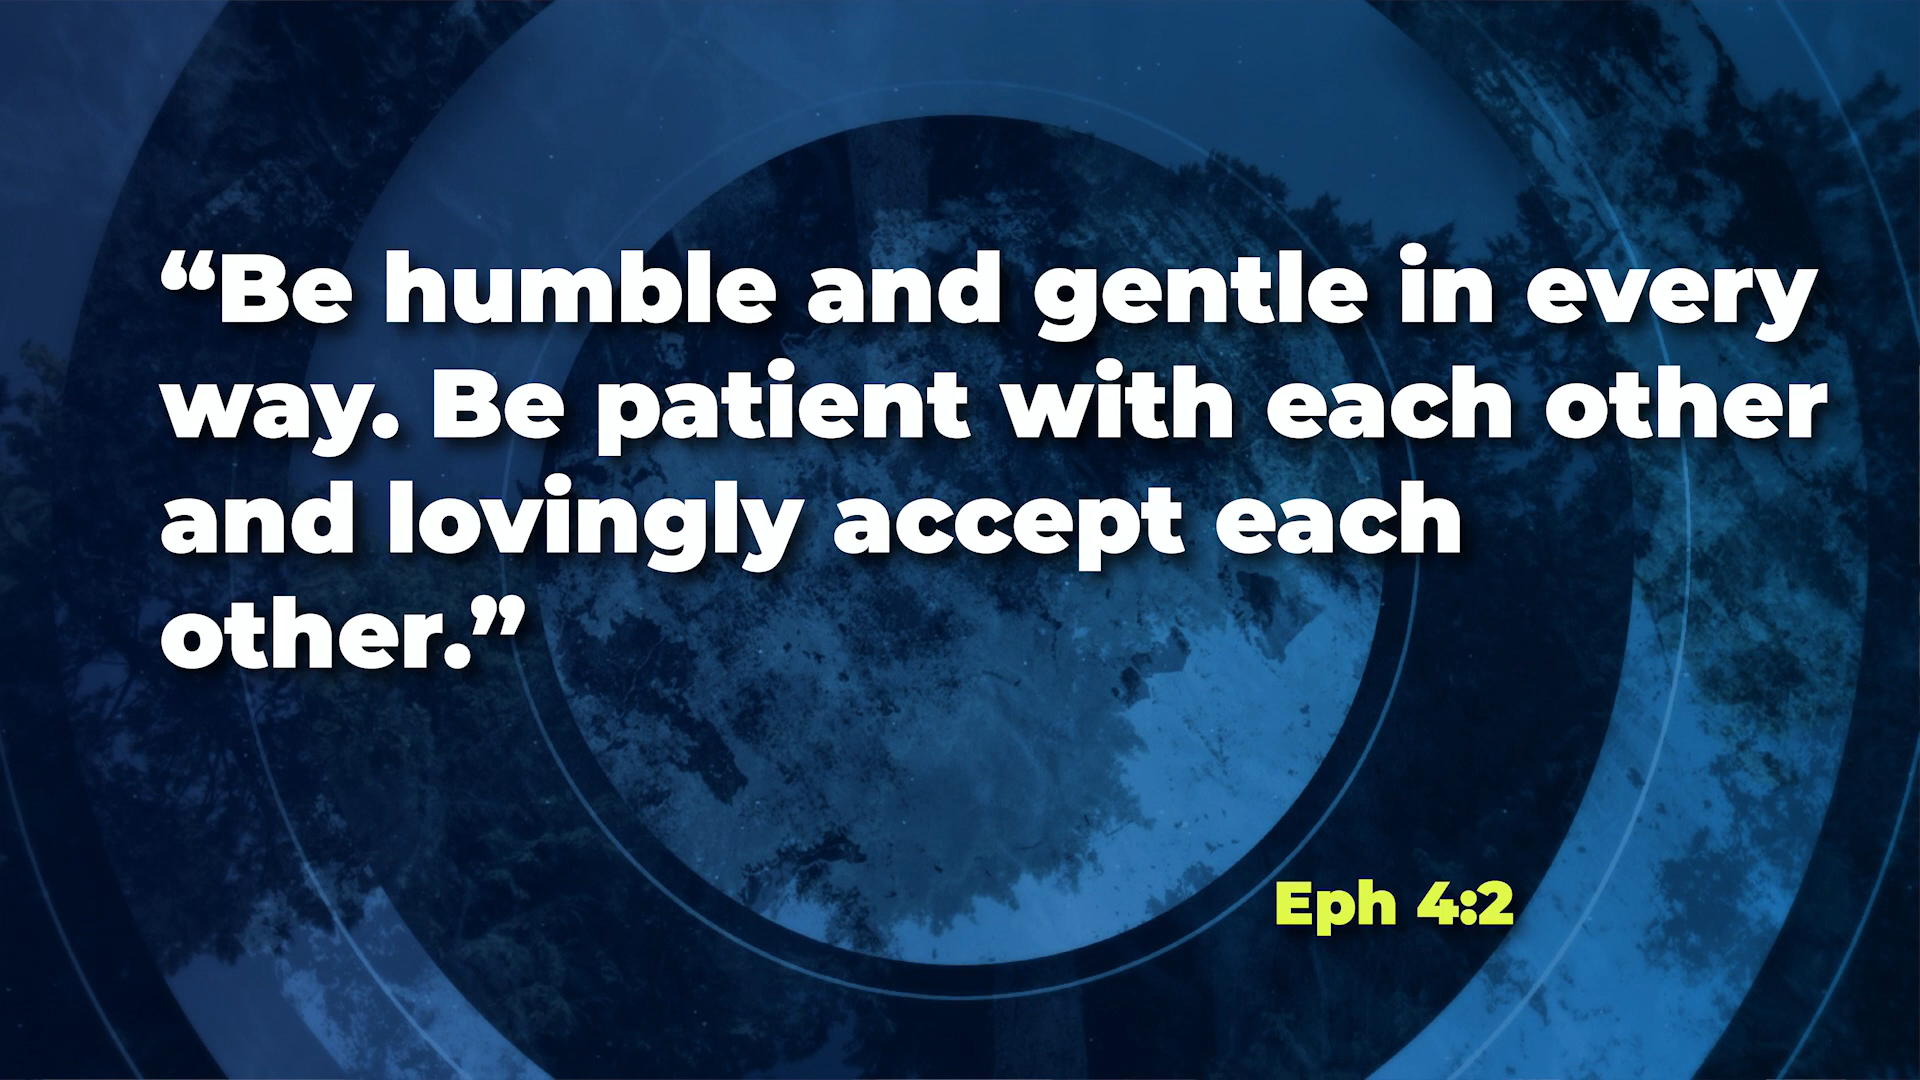 “Be humble and gentle in every
way. Be patient with each other
and lovingly accept each
other.”
Eph 4:2